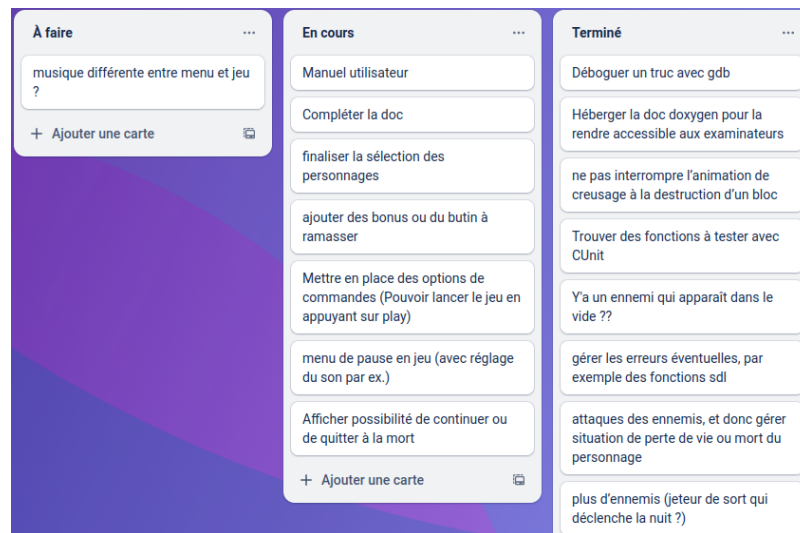 À faire
musique différente entre menu et jeu
?
Ajouter une carte
En cours
Manuel utilisateur
Compléter la doc
finaliser la sélection des
personnages
ajouter des bonus ou du butin à
ramasser
Mettre en place des options de
commandes (Pouvoir lancer le jeu en
appuyant sur play)
menu de pause en jeu (avec réglage
du son par ex.)
Afficher possibilité de continuer ou
de quitter à la mort
Ajouter une carte
Terminé
Déboguer un truc avec gdb
Héberger la doc doxygen pour la
rendre accessible aux examinateurs
ne pas interrompre l'animation de
creusage à la destruction d'un bloc
Trouver des fonctions à tester avec
CUnit
Y'a un ennemi qui apparaît dans le
vide ??
gérer les erreurs éventuelles, par
exemple des fonctions sdl
attaques des ennemis, et donc gérer
situation de perte de vie ou mort du
personnage
plus d'ennemis (jeteur de sort qui
déclenche la nuit ?)